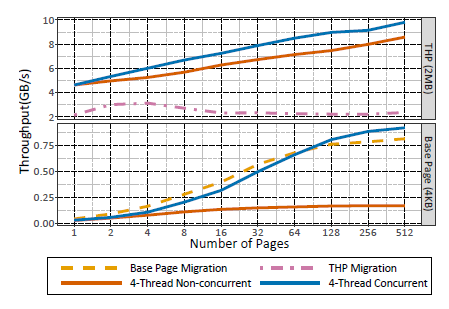 10
8
6
4
2
THP (2MB)
Throughput(GB/s)
0.75
0.50
0.25
0.00
Base Page (4KB)
1 2 4 8 16 32 64 128 256 512
Number of Pages
Base Page Migration THP Migration
4-Thread Non-concurrent 4-Thread Concurrent